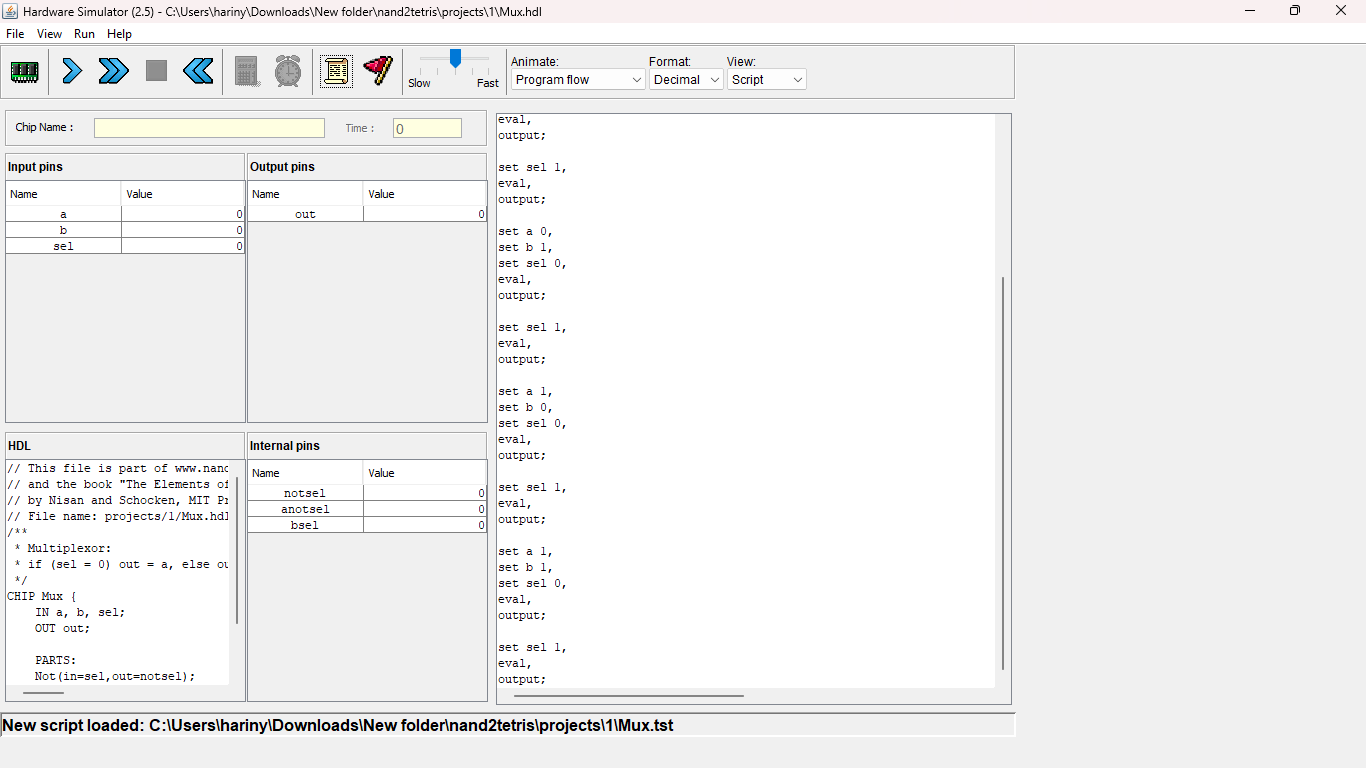 Hardware Simulator (2.5) - C:\Users\hariny\Downloads\New folder\nand2tetris\projects\1\Mux.hdl
File View Run Help
Slow Fast
Animate: Format: View:
Program flow Decimal Script
Chip Name : Time : 0
Input pins
Name Value
a 0
b 0
sel 0
Output pins
Name Value
out 0
HDL
// This file is part of www.nand
// and the book "The Elements of
// by Nisan and Schocken, MIT Pr
// File name: projects/1/Mux.hdl
/**
* Multiplexor:
* if (sel = 0) out = a, else ou
*/
CHIP Mux {
IN a, b, sel;
OUT out;
PARTS:
Not(in=sel,out=notsel);
Internal pins
Name Value
notsel 0
anotsel 0
bsel 0
eval,
output;
set sel 1,
eval,
output;
set a 0,
set b 1,
set sel 0,
eval,
output;
set sel 1,
eval,
output;
set a 1,
set b 0,
set sel 0,
eval,
output;
set sel 1,
eval,
output;
set a 1,
set b 1,
set sel 0,
eval,
output;
set sel 1,
eval,
output;
New script loaded: C:\Users\hariny\Downloads\New folder\nand2tetris\projects\1\Mux.tst